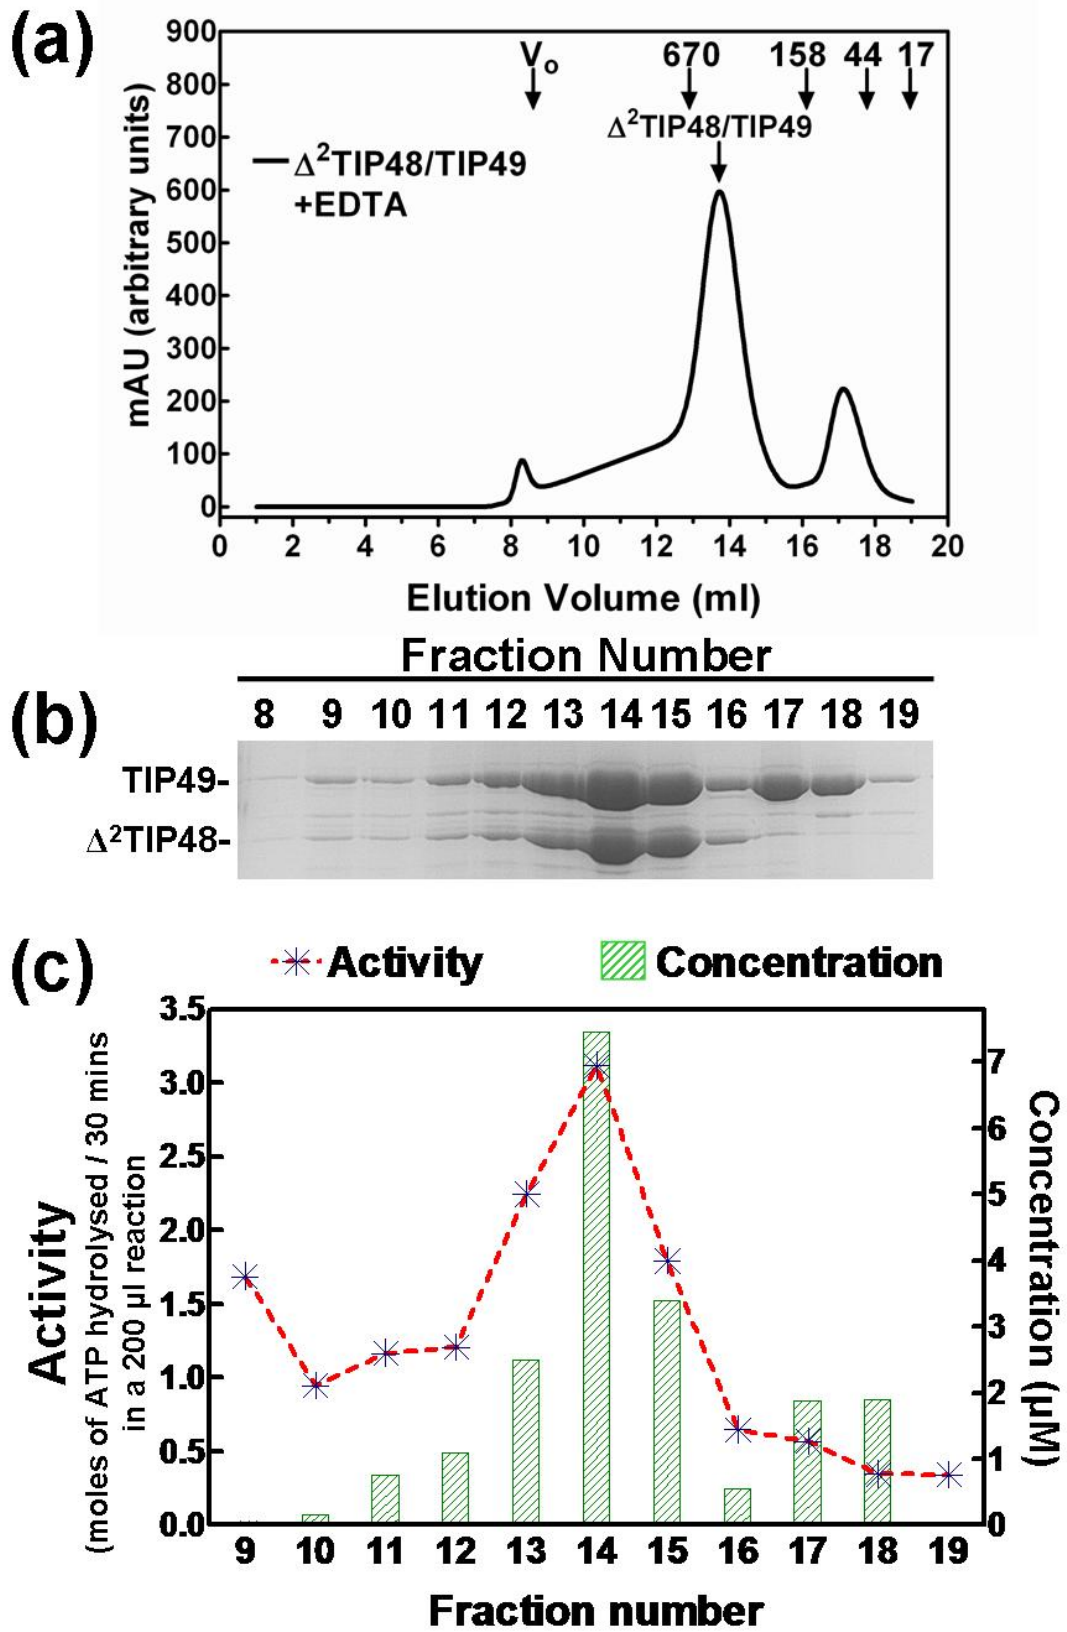 (a)
900
800
700
600
500
400
300
200
100
0
mAU (arbitrary units)
Vo 670 158 44 17
Δ²TIP48/TIP49
Δ²TIP48/TIP49
+EDTA
0 2 4 6 8 10 12 14 16 18 20
Elution Volume (ml)
Fraction Number
(b)
8 9 10 11 12 13 14 15 16 17 18 19
TIP49-
Δ²TIP48-
(c)
Activity
Concentration
3.5
3.0
2.5
2.0
1.5
1.0
0.5
0.0
Activity
(moles of ATP hydrolysed / 30 mins
in a 200 µl reaction
7
6
5
4
3
2
1
0
Concentration (µM)
9 10 11 12 13 14 15 16 17 18 19
Fraction number